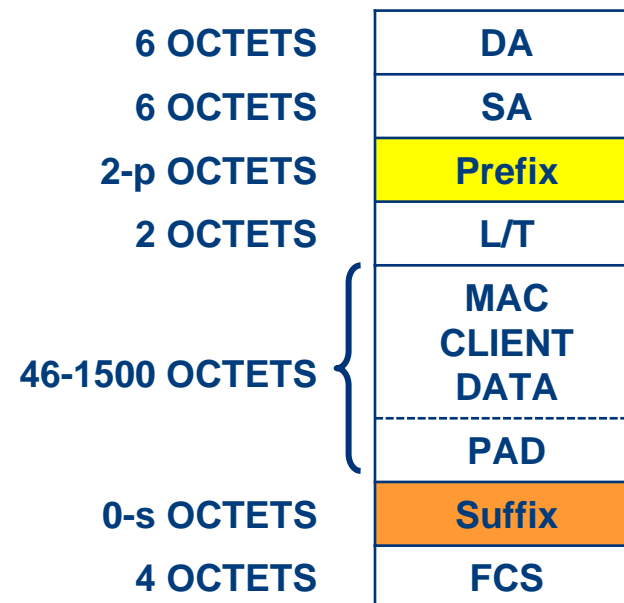 6 OCTETS DA
6 OCTETS SA
2-p OCTETS Prefix
2 OCTETS L/T
46-1500 OCTETS
MAC
CLIENT
DATA
PAD
0-s OCTETS Suffix
4 OCTETS FCS